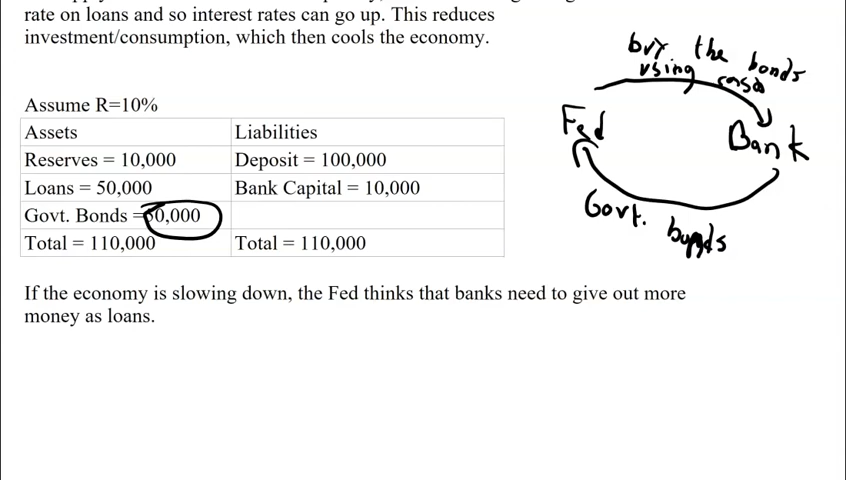 rate on loans and so interest rates can go up. This reduces
investment/consumption, which then cools the economy.
buy the bonds
using cash
Fed
Bank
Govt.
Assume R=10%
Assets Liabilities
Reserves = 10,000 Deposit = 100,000
Loans = 50,000 Bank Capital = 10,000
Govt. Bonds =50,000
Total = 110,000 Total = 110,000
If the economy is slowing down, the Fed thinks that banks need to give out more
money as loans.